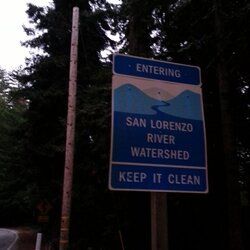 ENTERING
SAN LORENZO
RIVER
WATERSHED
KEEP IT CLEAN